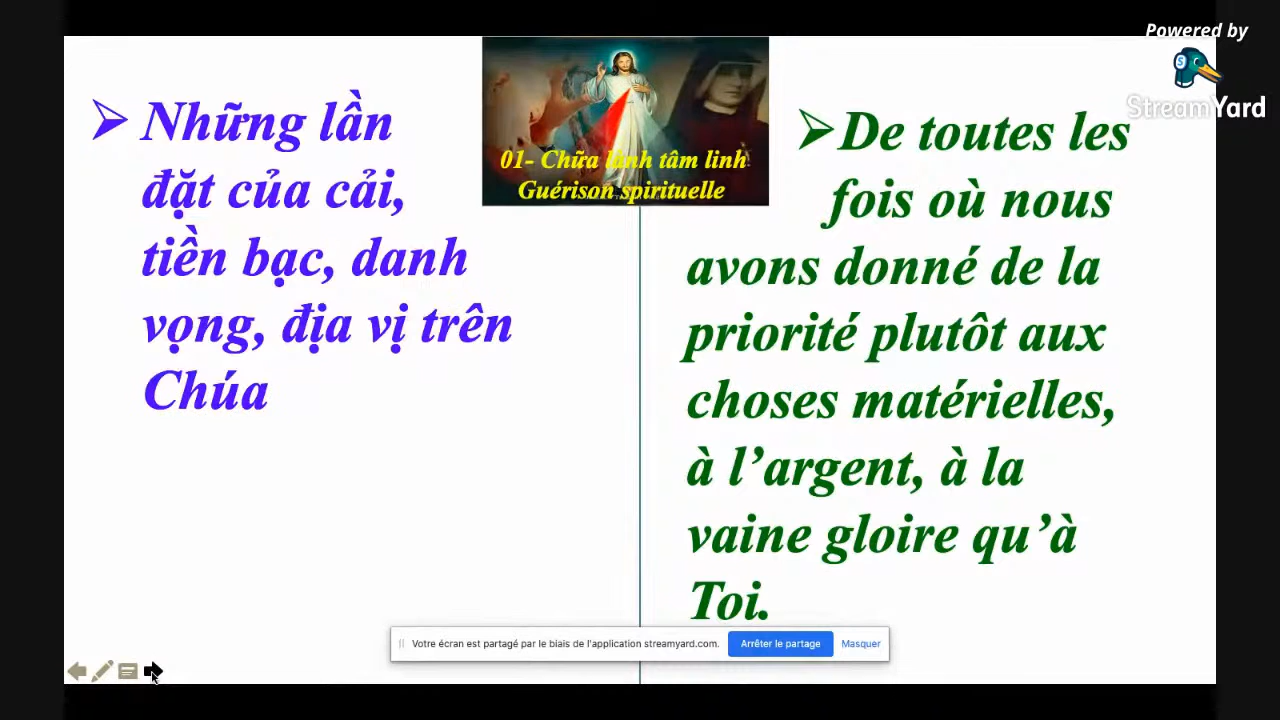 Powered by
StreamYard
➢ Những lần
đặt của cải,
tiền bạc, danh
vọng, địa vị trên
Chúa
01- Chữa lành tâm linh
Guérison spirituelle
➢De toutes les
fois où nous
avons donné de la
priorité plutôt aux
choses matérielles,
à l’argent, à la
vaine gloire qu’à
Toi.
Votre écran est partagé par le biais de l'application streamyard.com.
Arrêter le partage
Masquer